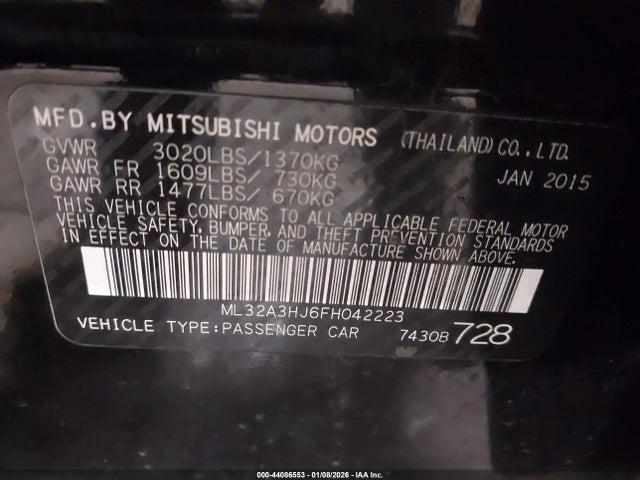 MFD.BY MITSUBISHI MOTORS (THAILAND)CO.,LTD.
GVWR 3020LBS/1370KG JAN 2015
GAWR FR 1609LBS/ 730KG
GAWR RR 1477LBS/ 670KG
THIS VEHICLE CONFORMS TO ALL APPLICABLE FEDERAL MOTOR
VEHICLE SAFETY, BUMPER, AND THEFT PREVENTION STANDARDS
IN EFFECT ON THE DATE OF MANUFACTURE SHOWN ABOVE.
ML32A3HJ6FH042223
VEHICLE TYPE:PASSENGER CAR 7430B 728
000-44086553 - 01/08/2026 - IAA Inc.